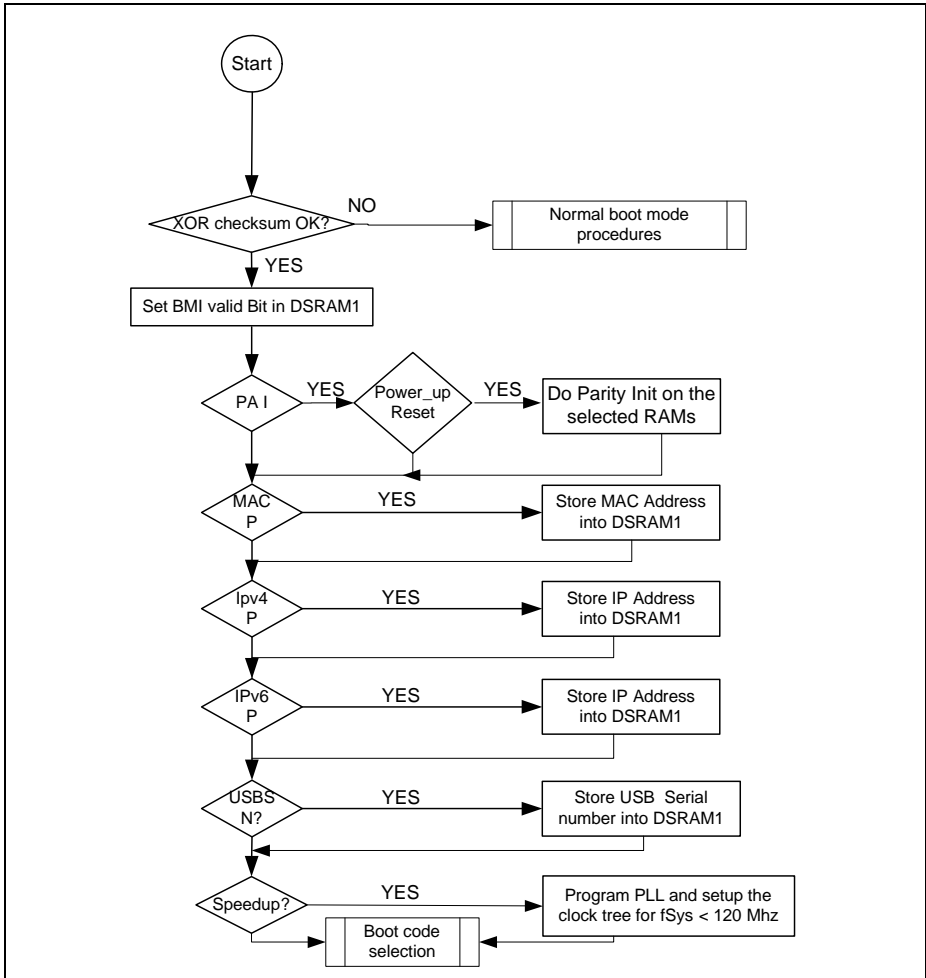 Start
XOR checksum OK?
NO
Normal boot mode
procedures
YES
Set BMI valid Bit in DSRAM1
PA I
YES
Power_up
Reset
YES
Do Parity Init on the
selected RAMs
MAC
P
YES
Store MAC Address
into DSRAM1
Ipv4
P
YES
Store IP Address
into DSRAM1
IPv6
P
YES
Store IP Address
into DSRAM1
USBS
N?
YES
Store USB Serial
number into DSRAM1
Speedup?
YES
Program PLL and setup the
clock tree for fSys < 120 Mhz
Boot code
selection